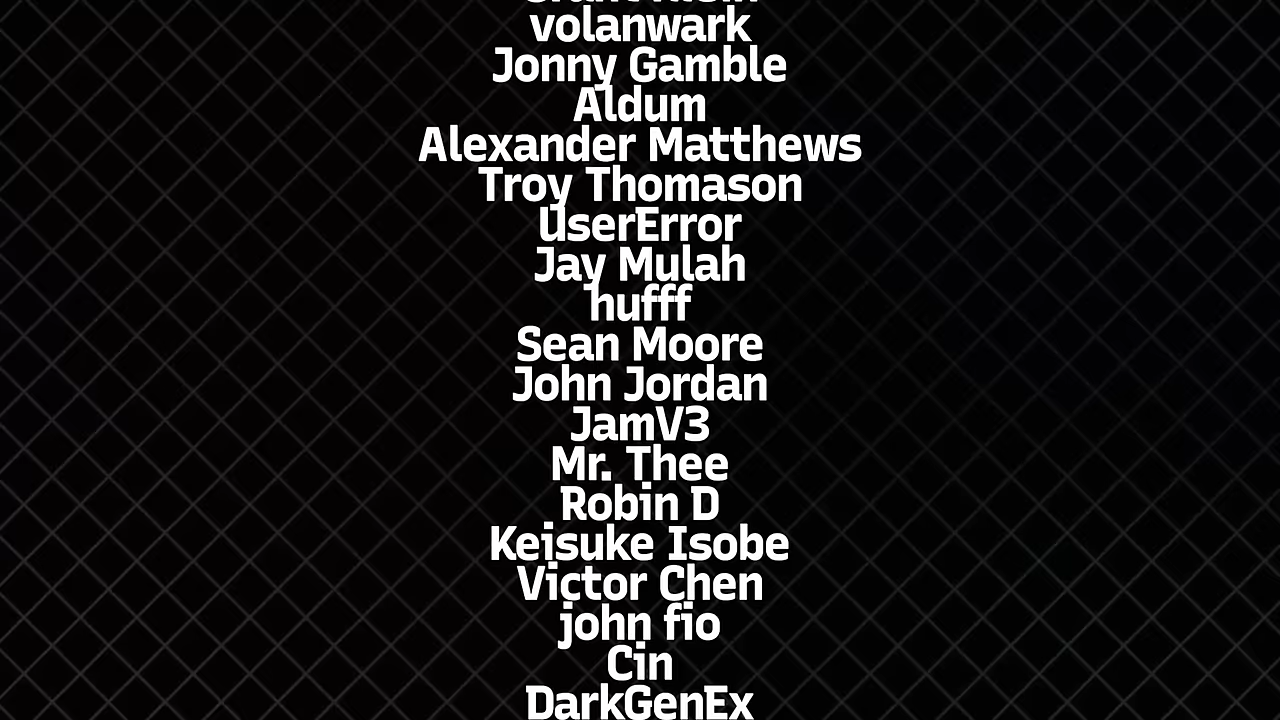 volanwark
Jonny Gamble
Aldum
Alexander Matthews
Troy Thomason
UserError
Jay Mulah
hufff
Sean Moore
John Jordan
JamV3
Mr. Thee
Robin D
Keisuke Isobe
Victor Chen
john fio
Cin
DarkGenEx